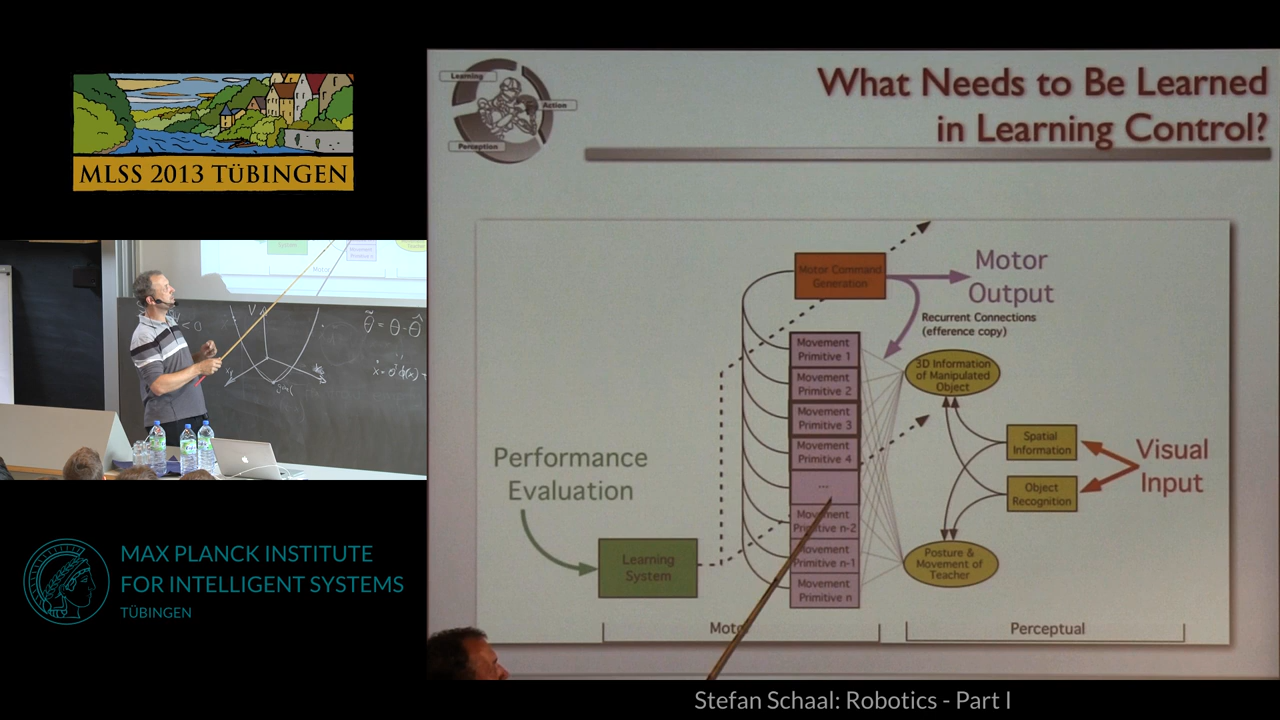 MLSS 2013 TÜBINGEN
MAX PLANCK INSTITUTE
FOR INTELLIGENT SYSTEMS
TÜBINGEN
Learning
Action
Perception
What Needs to Be Learned
in Learning Control?
Motor Command
Generation
Motor
Output
Recurrent Connections
(efference copy)
Movement
Primitive 1
Movement
Primitive 2
Movement
Primitive 3
Movement
Primitive 4
...
Movement
Primitive n-2
Movement
Primitive n-1
Movement
Primitive n
3D Information
of Manipulated
Object
Spatial
Information
Object
Recognition
Visual
Input
Posture &
Movement of
Teacher
Performance
Evaluation
Learning
System
Motor
Perceptual
Stefan Schaal: Robotics - Part I